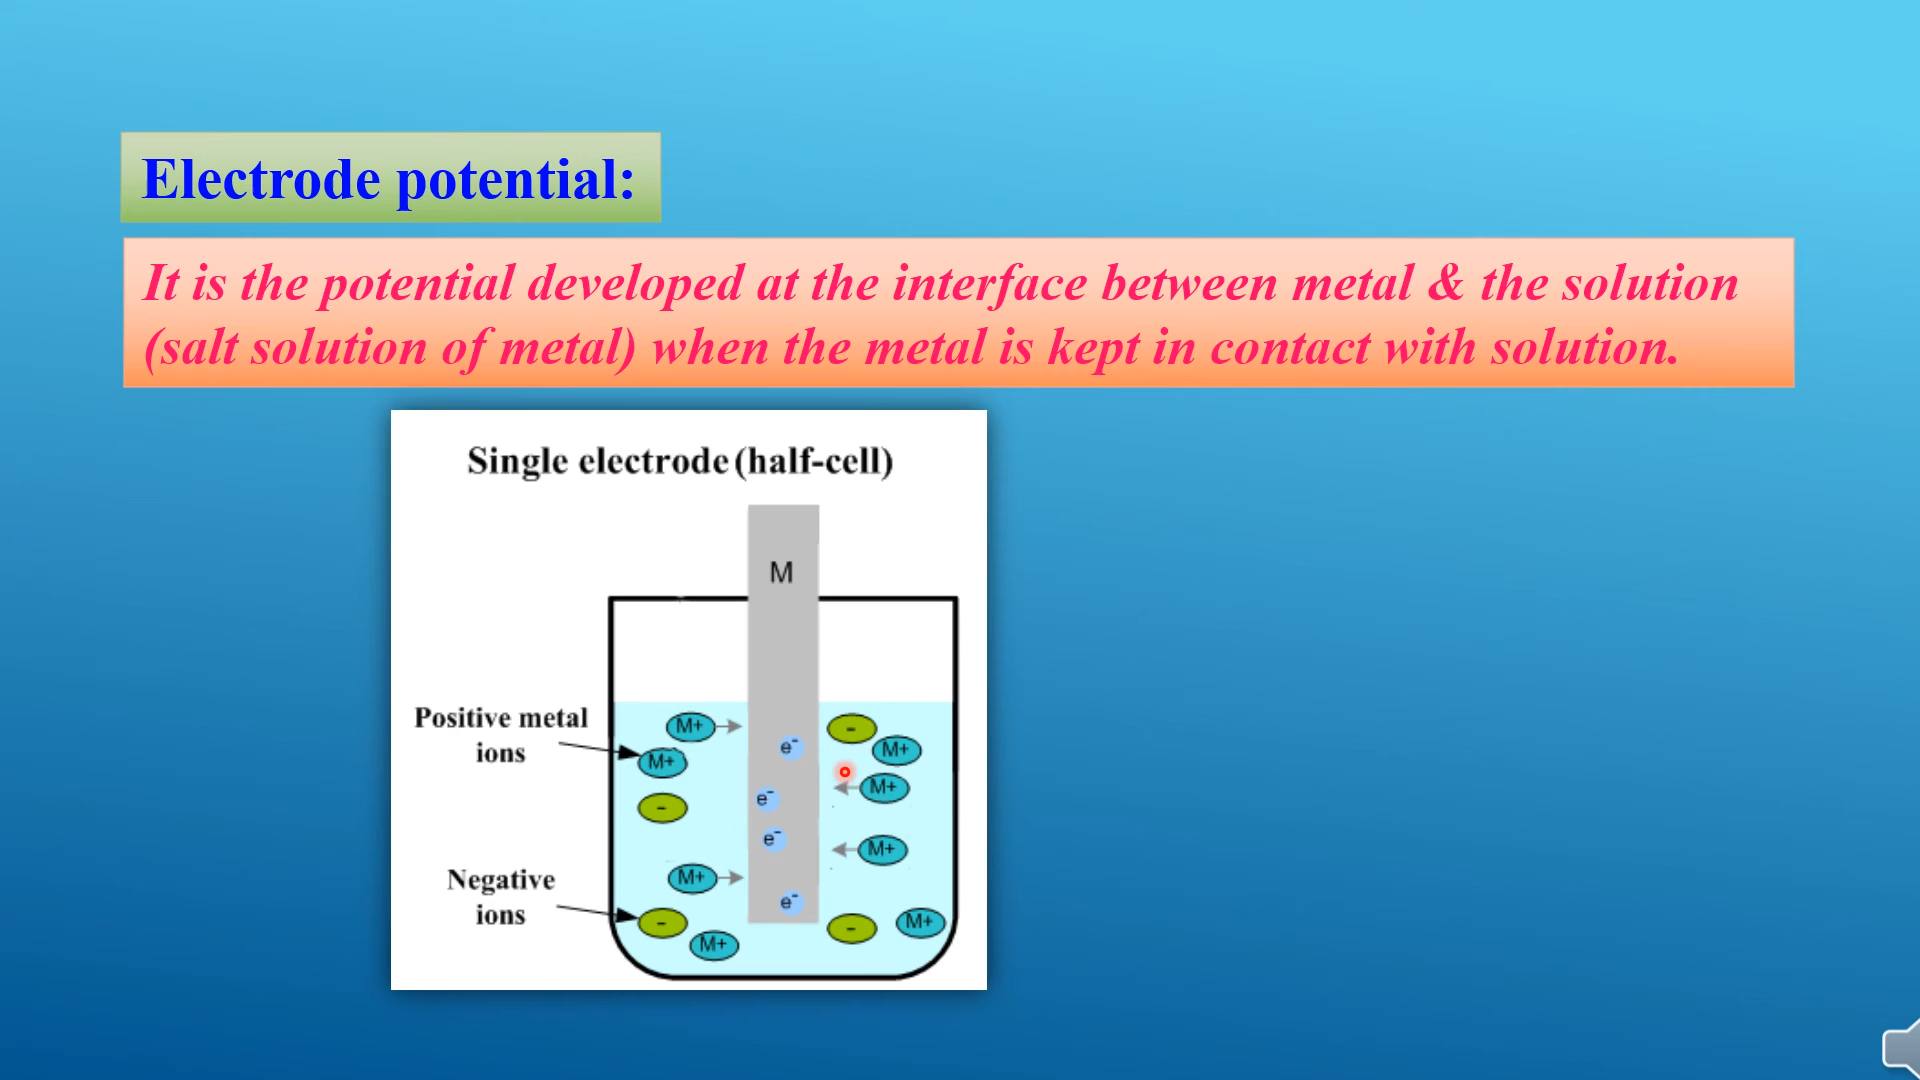 Electrode potential:
It is the potential developed at the interface between metal & the solution
(salt solution of metal) when the metal is kept in contact with solution.
Single electrode (half-cell)
M
Positive metal
ions
Negative
ions
M+
M+
-
M+
-
M+
e⁻
e⁻
e⁻
e⁻
-
M+
M+
M+
-
M+